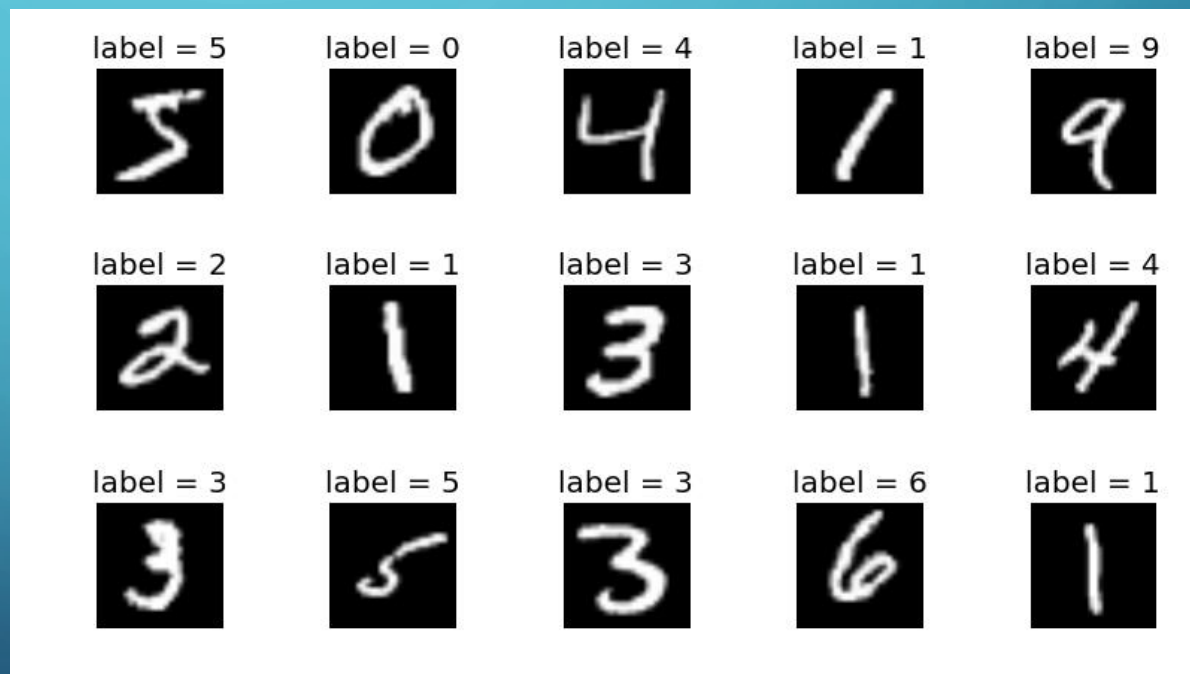 label = 5 label = 0 label = 4 label = 1 label = 9
5 0 4 1 9
label = 2 label = 1 label = 3 label = 1 label = 4
2 1 3 1 4
label = 3 label = 5 label = 3 label = 6 label = 1
3 5 3 6 1